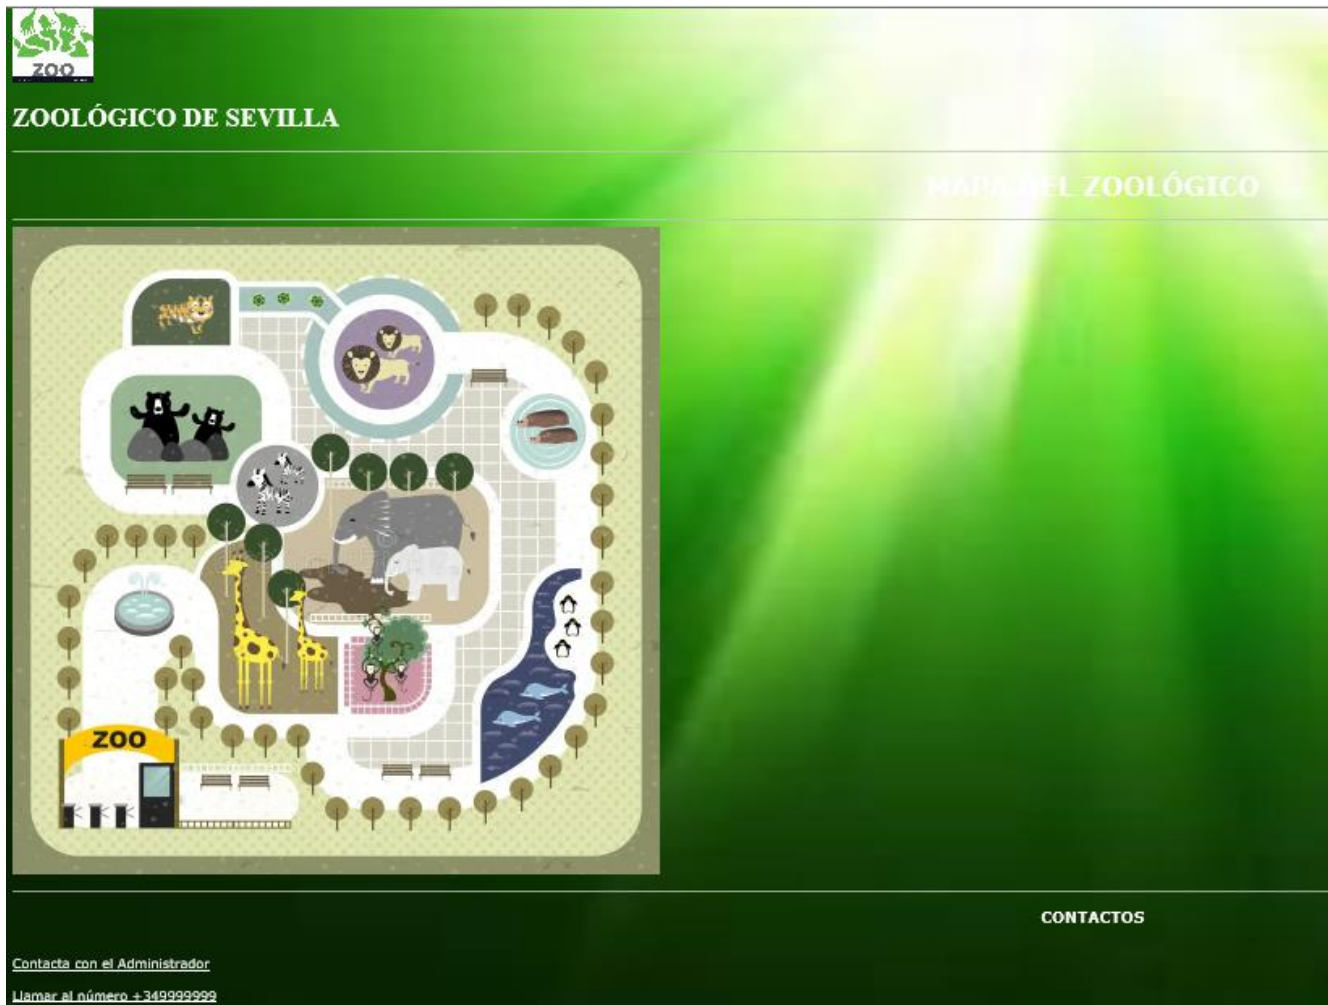 ZOO
ZOOLÓGICO DE SEVILLA
MAPA DEL ZOOLÓGICO
ZOO
CONTACTOS
Contacta con el Administrador
Llamar al número +349999999